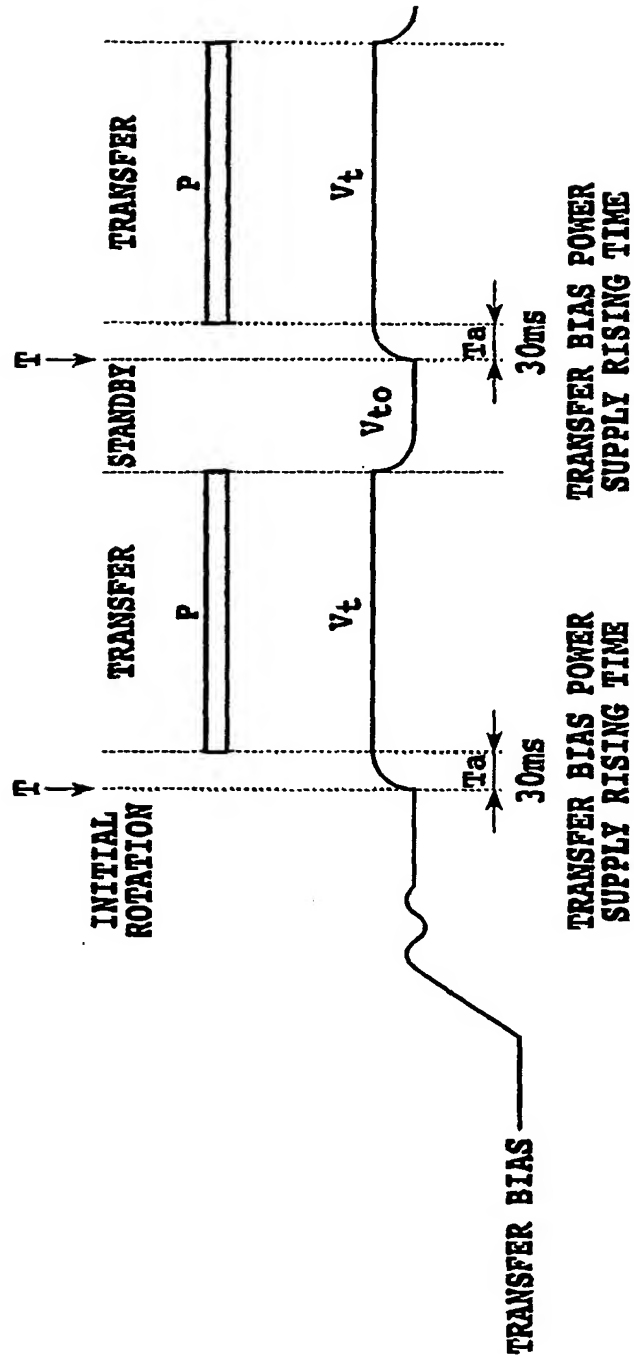 T
T
INITIAL
ROTATION
TRANSFER
STANDBY
TRANSFER
P
P
Vt
Vto
Vt
Ta
Ta
30ms
30ms
TRANSFER BIAS
TRANSFER BIAS POWER
SUPPLY RISING TIME
TRANSFER BIAS POWER
SUPPLY RISING TIME